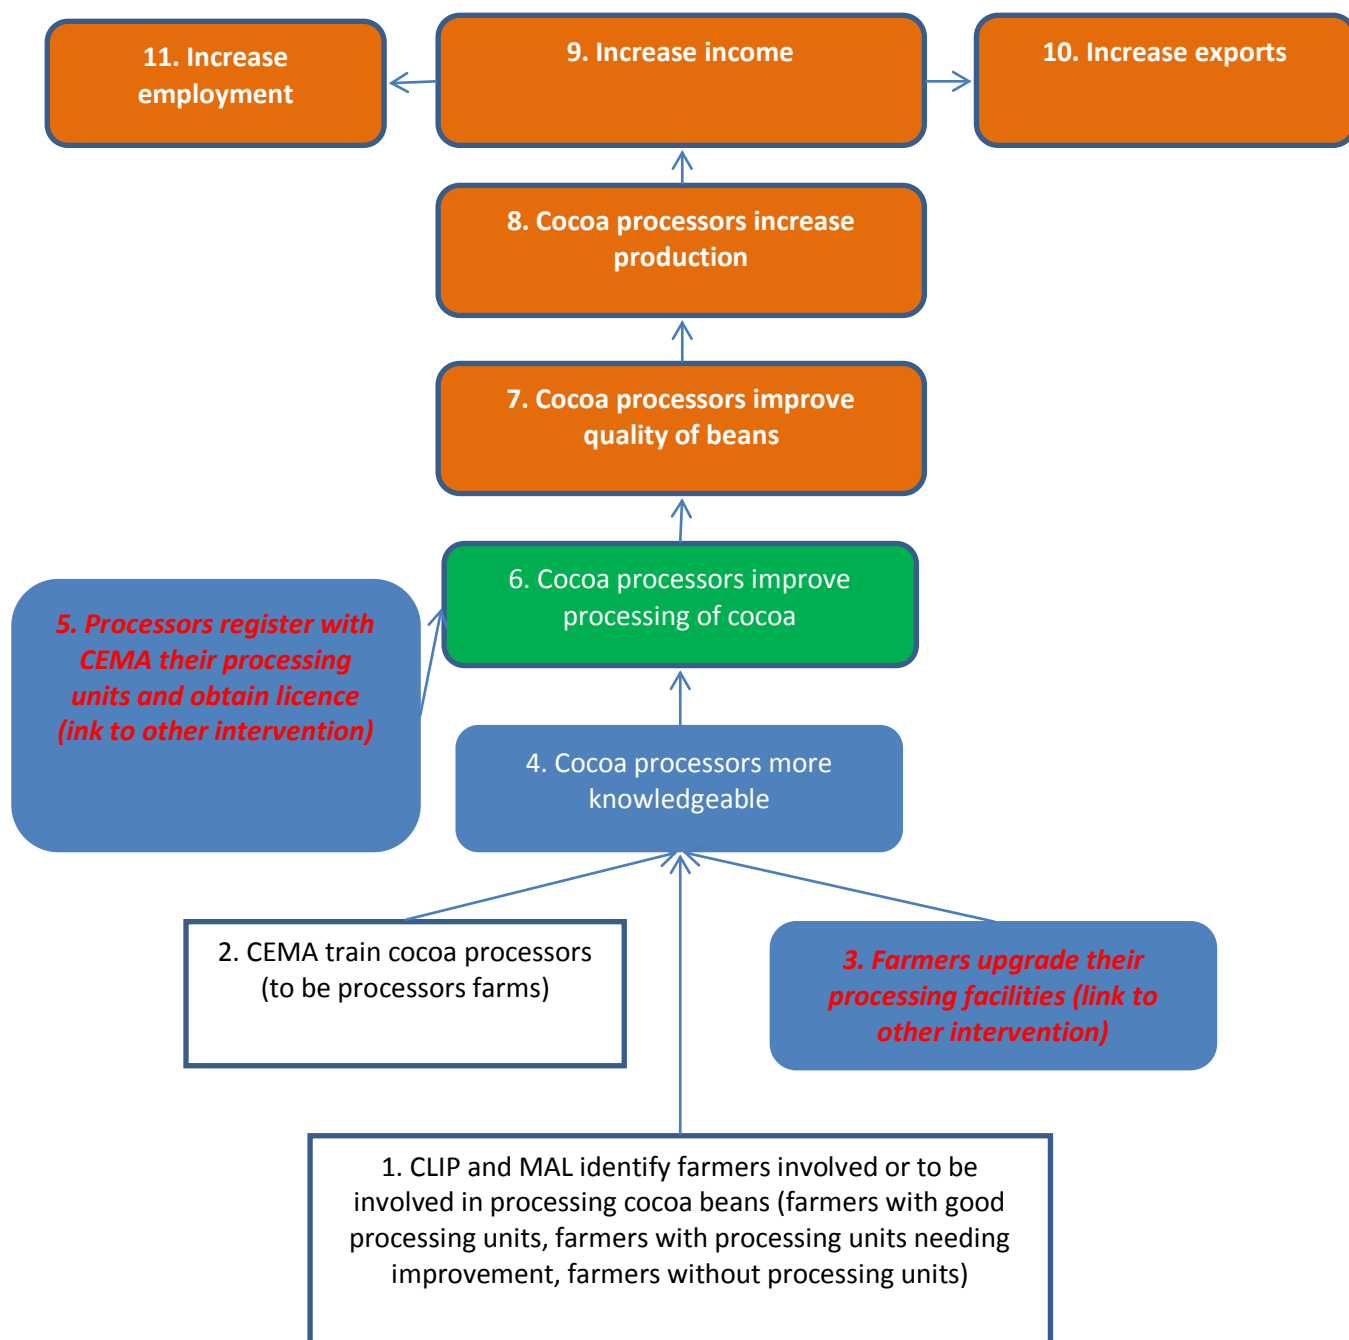 11. Increase
employment
9. Increase income
10. Increase exports
8. Cocoa processors increase
production
7. Cocoa processors improve
quality of beans
6. Cocoa processors improve
processing of cocoa
5. Processors register with
CEMA their processing
units and obtain licence
(ink to other intervention)
4. Cocoa processors more
knowledgeable
2. CEMA train cocoa processors
(to be processors farms)
3. Farmers upgrade their
processing facilities (link to
other intervention)
1. CLIP and MAL identify farmers involved or to be
involved in processing cocoa beans (farmers with good
processing units, farmers with processing units needing
improvement, farmers without processing units)